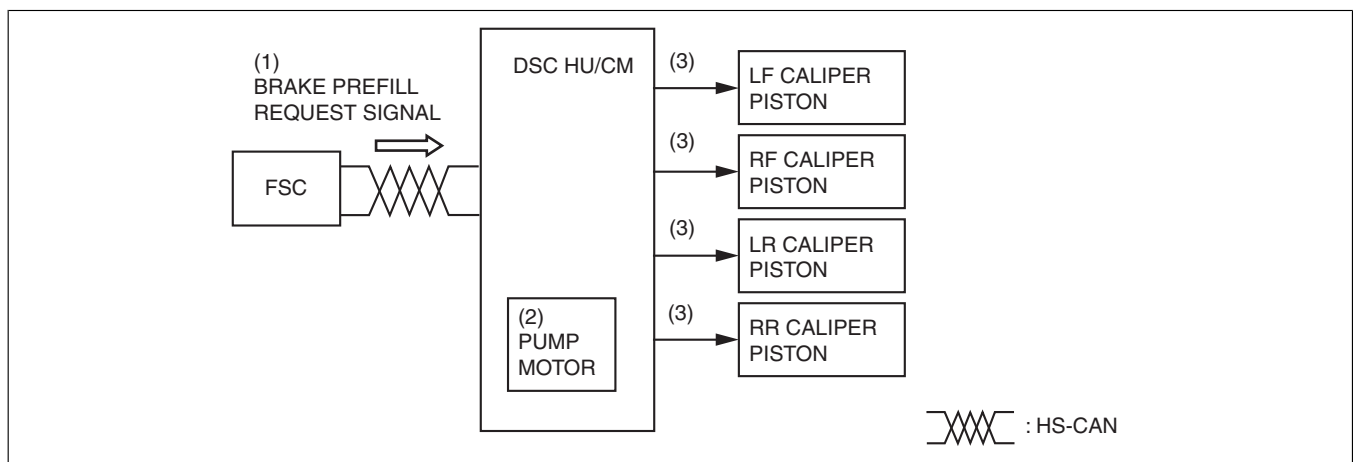 (1)
BRAKE PREFILL
REQUEST SIGNAL
FSC
DSC HU/CM
(2)
PUMP
MOTOR
(3)
LF CALIPER
PISTON
(3)
RF CALIPER
PISTON
(3)
LR CALIPER
PISTON
(3)
RR CALIPER
PISTON
: HS-CAN